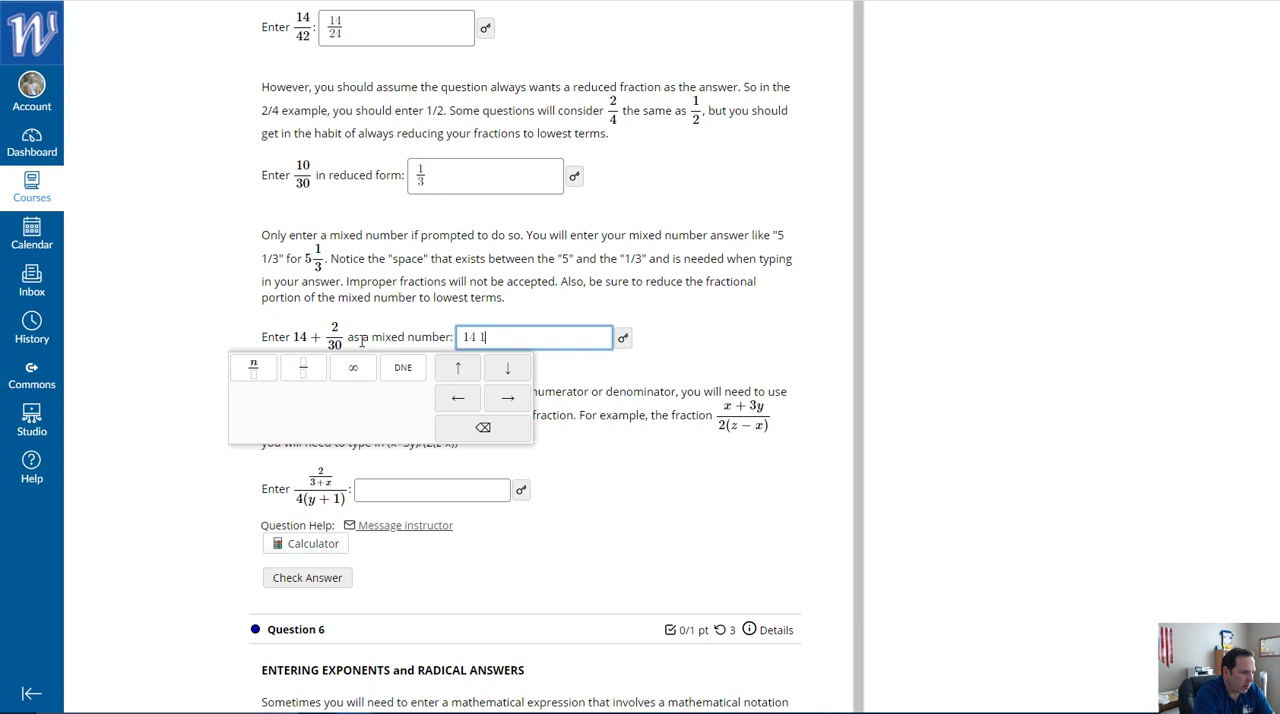 W
Account
Dashboard
Courses
Calendar
Inbox
History
Commons
Studio
Help
Enter 14/42: 14/24
However, you should assume the question always wants a reduced fraction as the answer. So in the
2/4 example, you should enter 1/2. Some questions will consider 2/4 the same as 1/2, but you should
get in the habit of always reducing your fractions to lowest terms.
Enter 10/30 in reduced form: 1/3
Only enter a mixed number if prompted to do so. You will enter your mixed number answer like "5
1/3" for 5 1/3. Notice the "space" that exists between the "5" and the "1/3" and is needed when typing
in your answer. Improper fractions will not be accepted. Also, be sure to reduce the fractional
portion of the mixed number to lowest terms.
Enter 14 + 2/30 as a mixed number: 14 1
n/□ □/□ ∞ DNE ↑ ↓
← →
⌫
numerator or denominator, you will need to use
fraction. For example, the fraction (x + 3y)/(2(z − x))
you will need to type in (x+3y)/(2(z-x))
Enter (2/(3+x))/(4(y + 1)):
Question Help: Message instructor
Calculator
Check Answer
Question 6 0/1 pt 3 Details
ENTERING EXPONENTS and RADICAL ANSWERS
Sometimes you will need to enter a mathematical expression that involves a mathematical notation